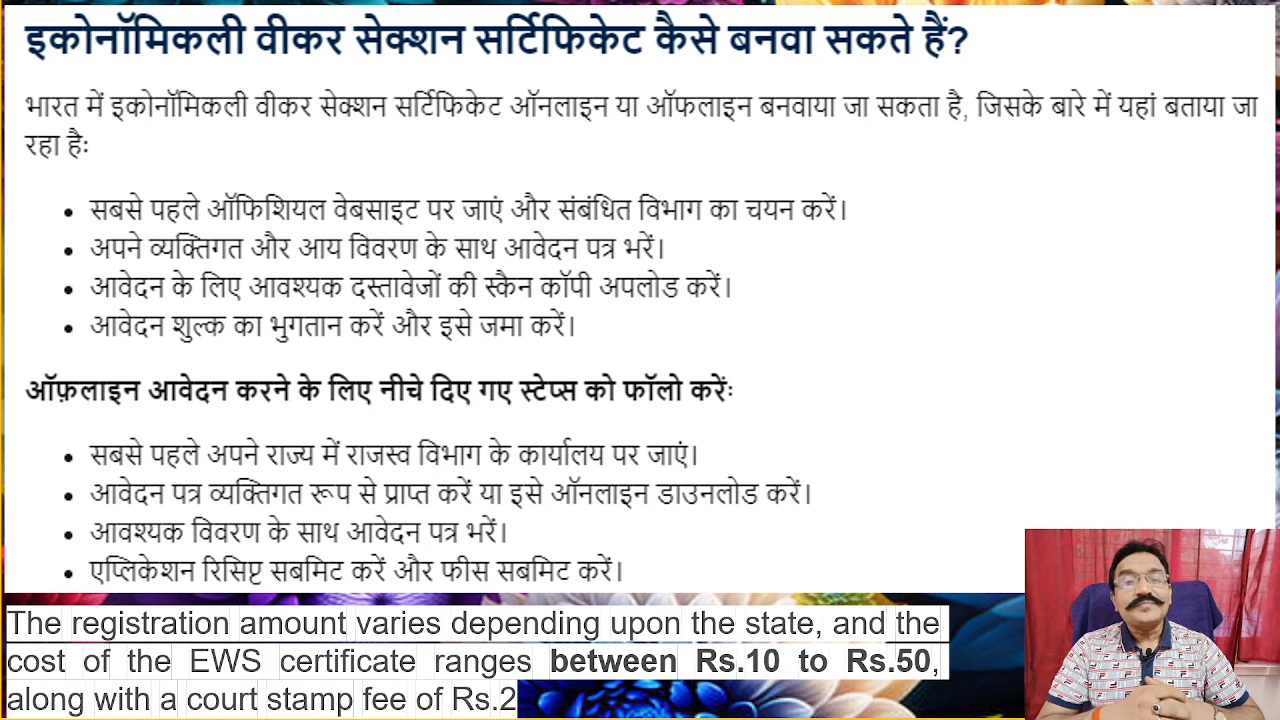 इकोनॉमिकली वीकर सेक्शन सर्टिफिकेट कैसे बनवा सकते हैं?
भारत में इकोनॉमिकली वीकर सेक्शन सर्टिफिकेट ऑनलाइन या ऑफलाइन बनवाया जा सकता है, जिसके बारे में यहां बताया जा
रहा हैः
• सबसे पहले ऑफिशियल वेबसाइट पर जाएं और संबंधित विभाग का चयन करें।
• अपने व्यक्तिगत और आय विवरण के साथ आवेदन पत्र भरें।
• आवेदन के लिए आवश्यक दस्तावेजों की स्कैन कॉपी अपलोड करें।
• आवेदन शुल्क का भुगतान करें और इसे जमा करें।
ऑफ़लाइन आवेदन करने के लिए नीचे दिए गए स्टेप्स को फॉलो करेंः
• सबसे पहले अपने राज्य में राजस्व विभाग के कार्यालय पर जाएं।
• आवेदन पत्र व्यक्तिगत रूप से प्राप्त करें या इसे ऑनलाइन डाउनलोड करें।
• आवश्यक विवरण के साथ आवेदन पत्र भरें।
• एप्लिकेशन रिसिप्ट सबमिट करें और फीस सबमिट करें।
The registration amount varies depending upon the state, and the
cost of the EWS certificate ranges between Rs.10 to Rs.50,
along with a court stamp fee of Rs.2